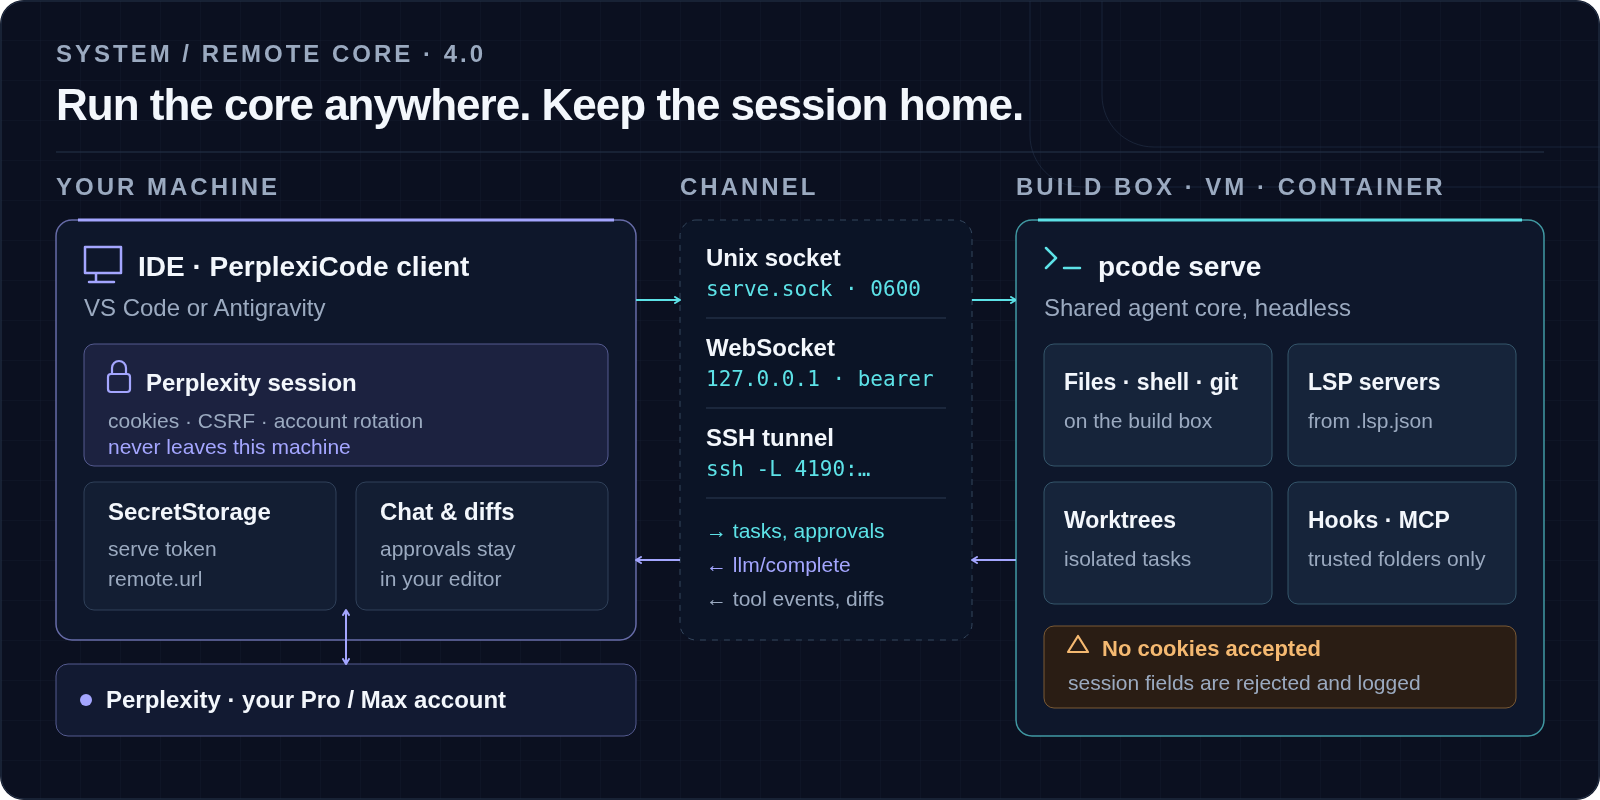 SYSTEM / REMOTE CORE · 4.0
Run the core anywhere. Keep the session home.
YOUR MACHINE
IDE · PerplexiCode client
VS Code or Antigravity
Perplexity session
cookies · CSRF · account rotation
never leaves this machine
SecretStorage
serve token
remote.url
Chat & diffs
approvals stay
in your editor
Perplexity · your Pro / Max account
CHANNEL
Unix socket
serve.sock · 0600
WebSocket
127.0.0.1 · bearer
SSH tunnel
ssh -L 4190:…
→ tasks, approvals
← llm/complete
← tool events, diffs
BUILD BOX · VM · CONTAINER
pcode serve
Shared agent core, headless
Files · shell · git
on the build box
LSP servers
from .lsp.json
Worktrees
isolated tasks
Hooks · MCP
trusted folders only
No cookies accepted
session fields are rejected and logged